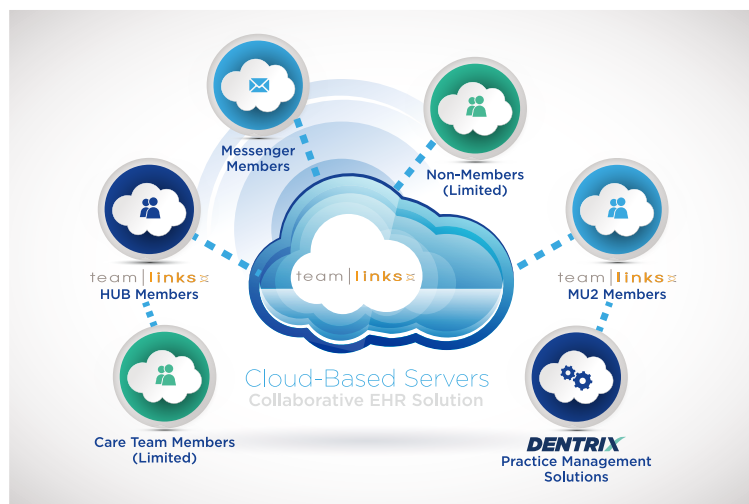 Messenger
Members
Non-Members
(Limited)
team|links
HUB Members
team|links
team|links
MU2 Members
Cloud-Based Servers
Collaborative EHR Solution
Care Team Members
(Limited)
DENTRIX
Practice Management
Solutions